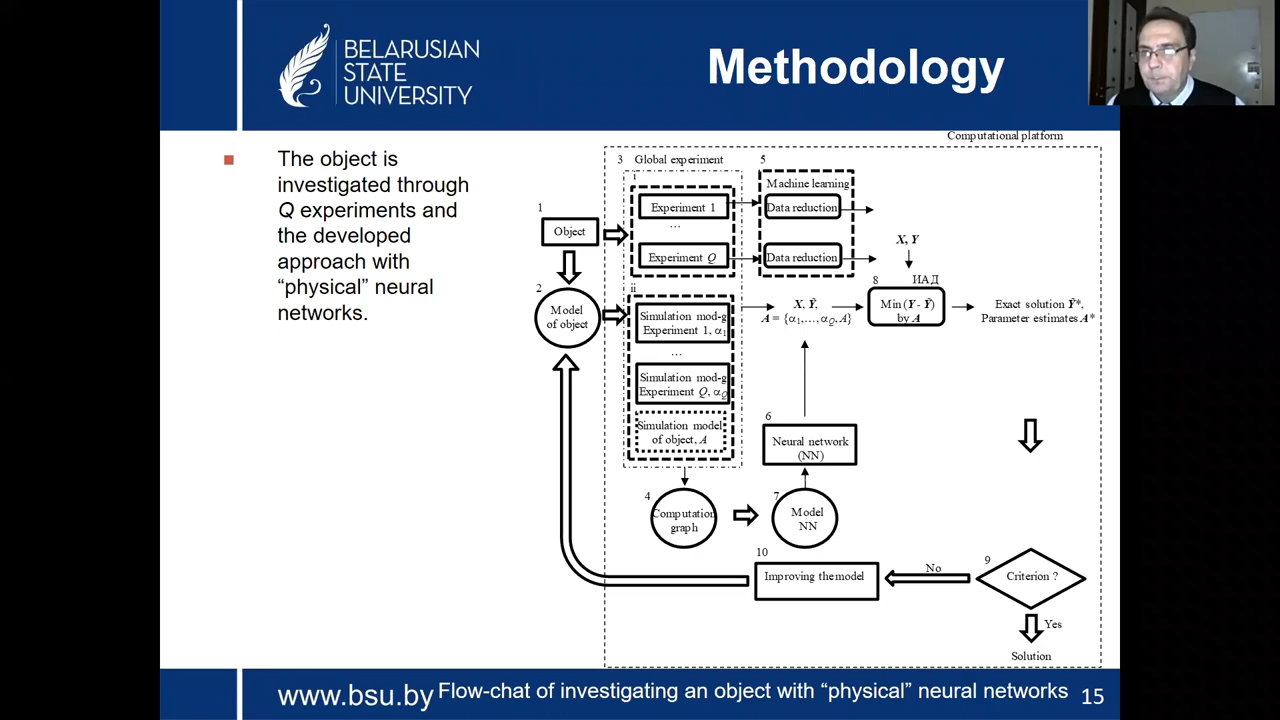 BELARUSIAN
STATE
UNIVERSITY
Methodology
The object is
investigated through
Q experiments and
the developed
approach with
“physical” neural
networks.
Computational platform
3 Global experiment
5
i
Machine learning
1
Experiment 1
Data reduction
Object
...
X, Y
Experiment Q
Data reduction
2
ii
8 ИАД
Model
of object
Simulation mod-g
Experiment 1, α1
X, Ŷ,
A = {α1,…,αQ, A}
Min (Y - Ŷ)
by A
Exact solution Ŷ*,
Parameter estimates A*
...
Simulation mod-g
Experiment Q, αQ
Simulation model
of object, A
6
Neural network
(NN)
4
Computation
graph
7
Model
NN
10
Improving the model
No
9
Criterion ?
Yes
Solution
www.bsu.by
Flow-chat of investigating an object with “physical” neural networks
15